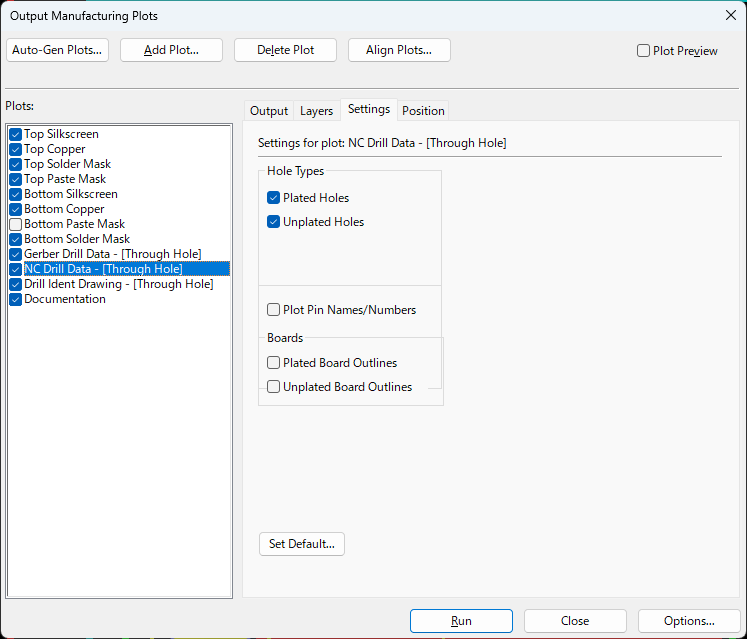 Output Manufacturing Plots
Auto-Gen Plots...
Add Plot...
Delete Plot
Align Plots...
Plot Preview
Plots:
Top Silkscreen
Top Copper
Top Solder Mask
Top Paste Mask
Bottom Silkscreen
Bottom Copper
Bottom Paste Mask
Bottom Solder Mask
Gerber Drill Data - [Through Hole]
NC Drill Data - [Through Hole]
Drill Ident Drawing - [Through Hole]
Documentation
Output
Layers
Settings
Position
Settings for plot: NC Drill Data - [Through Hole]
Hole Types
Plated Holes
Unplated Holes
Plot Pin Names/Numbers
Boards
Plated Board Outlines
Unplated Board Outlines
Set Default...
Run
Close
Options...